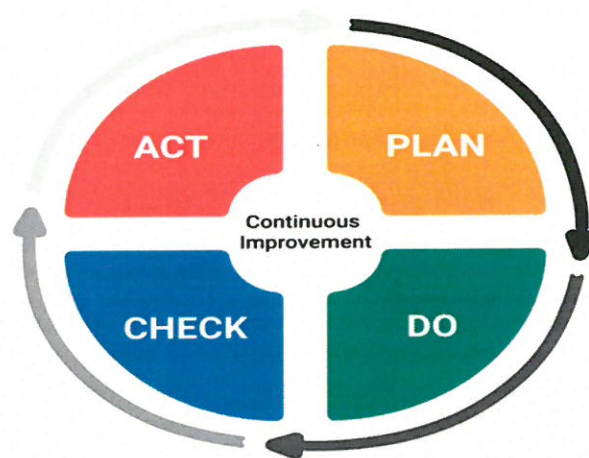 ACT
PLAN
Continuous
Improvement
CHECK
DO